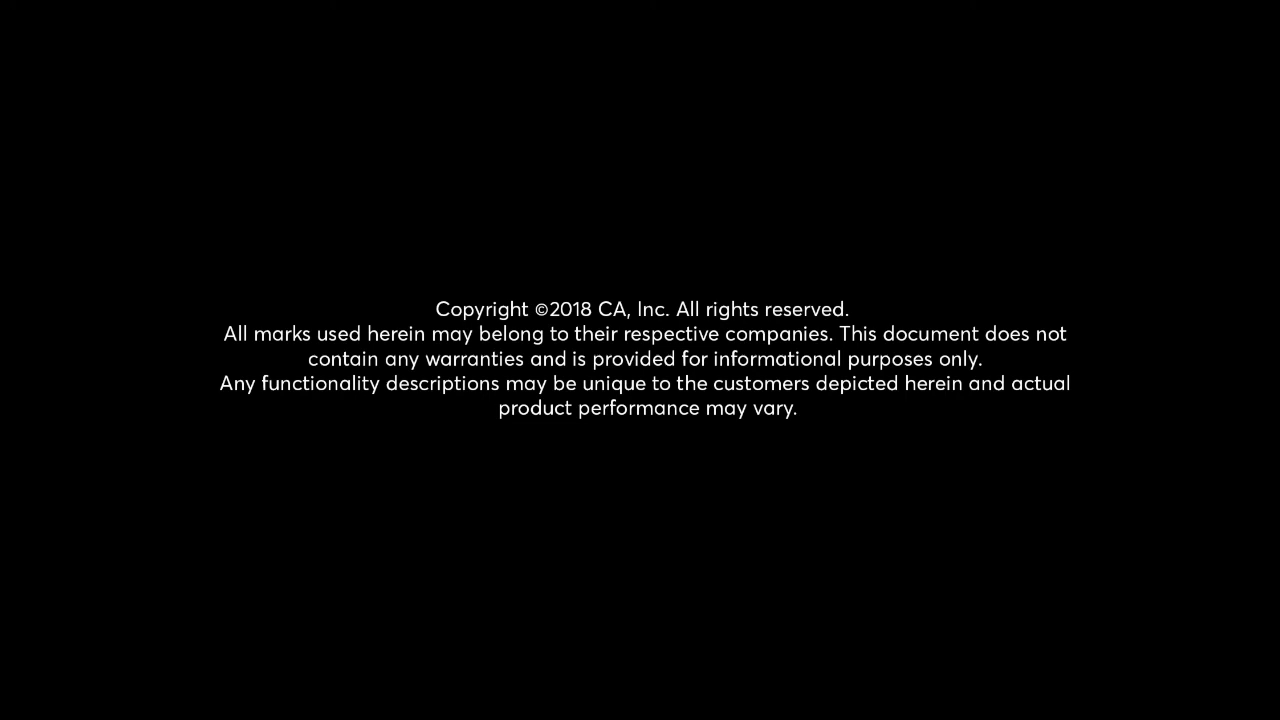 Copyright ©2018 CA, Inc. All rights reserved.
All marks used herein may belong to their respective companies. This document does not
contain any warranties and is provided for informational purposes only.
Any functionality descriptions may be unique to the customers depicted herein and actual
product performance may vary.